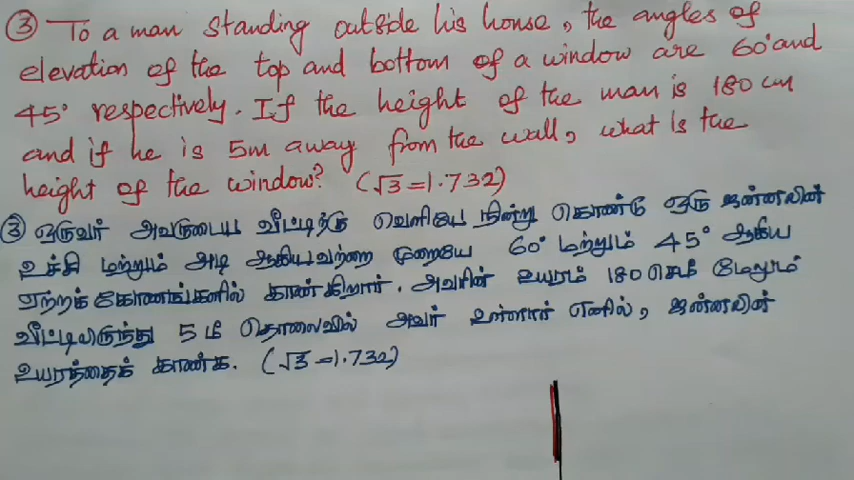 ③ To a man standing outside his house, the angles of
elevation of the top and bottom of a window are 60° and
45° respectively. If the height of the man is 180 cm
and if he is 5m away from the wall, what is the
height of the window? (√3=1.732)
③ ஒருவர் அவருடைய வீட்டிற்கு வெளியே நின்று கொண்டு ஒரு ஜன்னலின்
உச்சி மற்றும் அடி ஆகியவற்றை முறையே 60° மற்றும் 45° ஆகிய
ஏற்றக் கோணங்களில் காண்கிறார். அவரின் உயரம் 180 செமீ மேலும்
வீட்டிலிருந்து 5 மீ தொலைவில் அவர் உள்ளார் எனில், ஜன்னலின்
உயரத்தைக் காண்க. (√3=1.732)